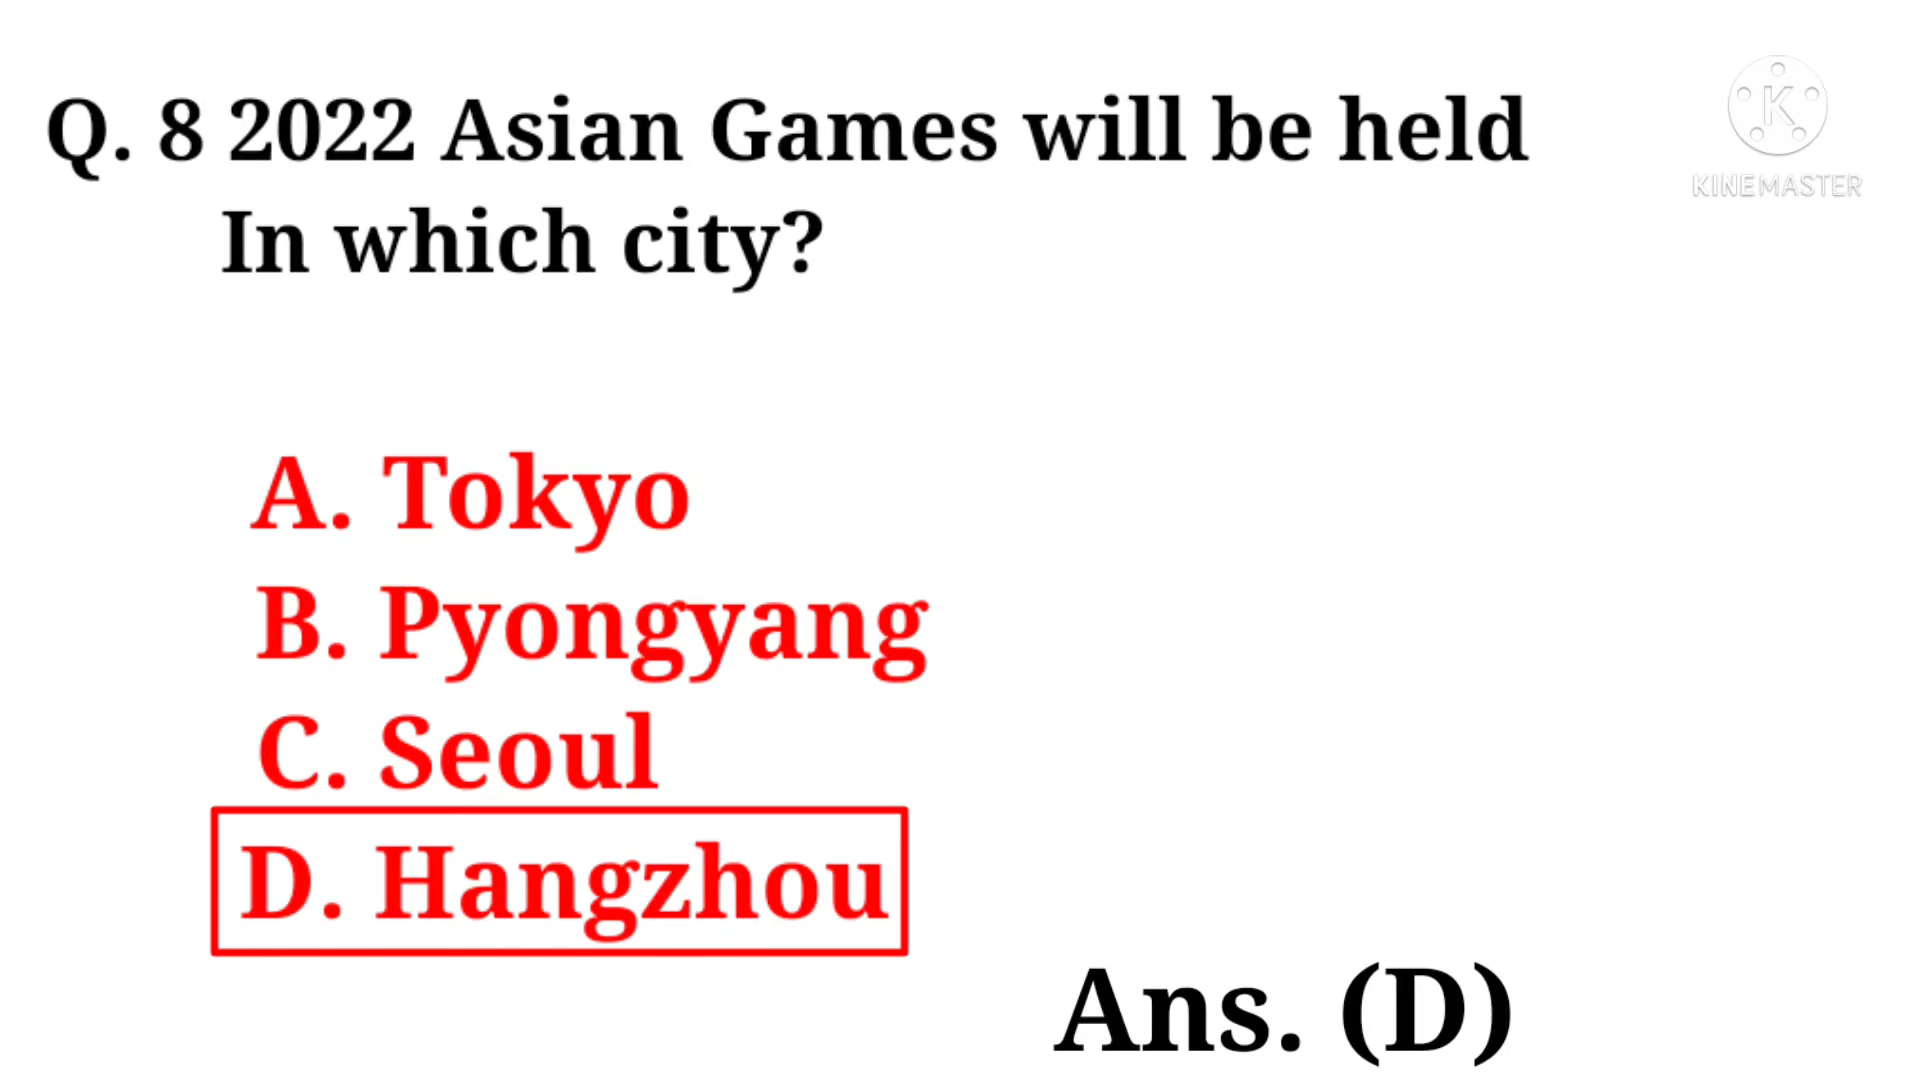 Q. 8 2022 Asian Games will be held
In which city?
KINEMASTER
A. Tokyo
B. Pyongyang
C. Seoul
D. Hangzhou
Ans. (D)